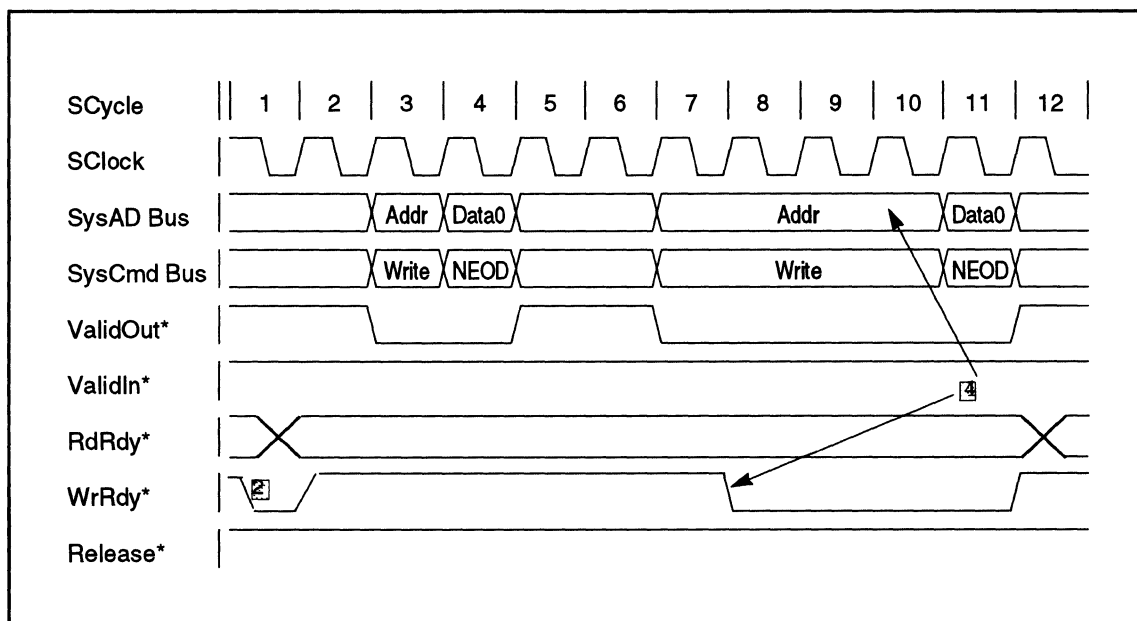 SCycle 1 2 3 4 5 6 7 8 9 10 11 12
SClock
SysAD Bus Addr Data0 Addr Data0
SysCmd Bus Write NEOD Write NEOD
ValidOut*
ValidIn*
4
RdRdy*
WrRdy* 2
Release*